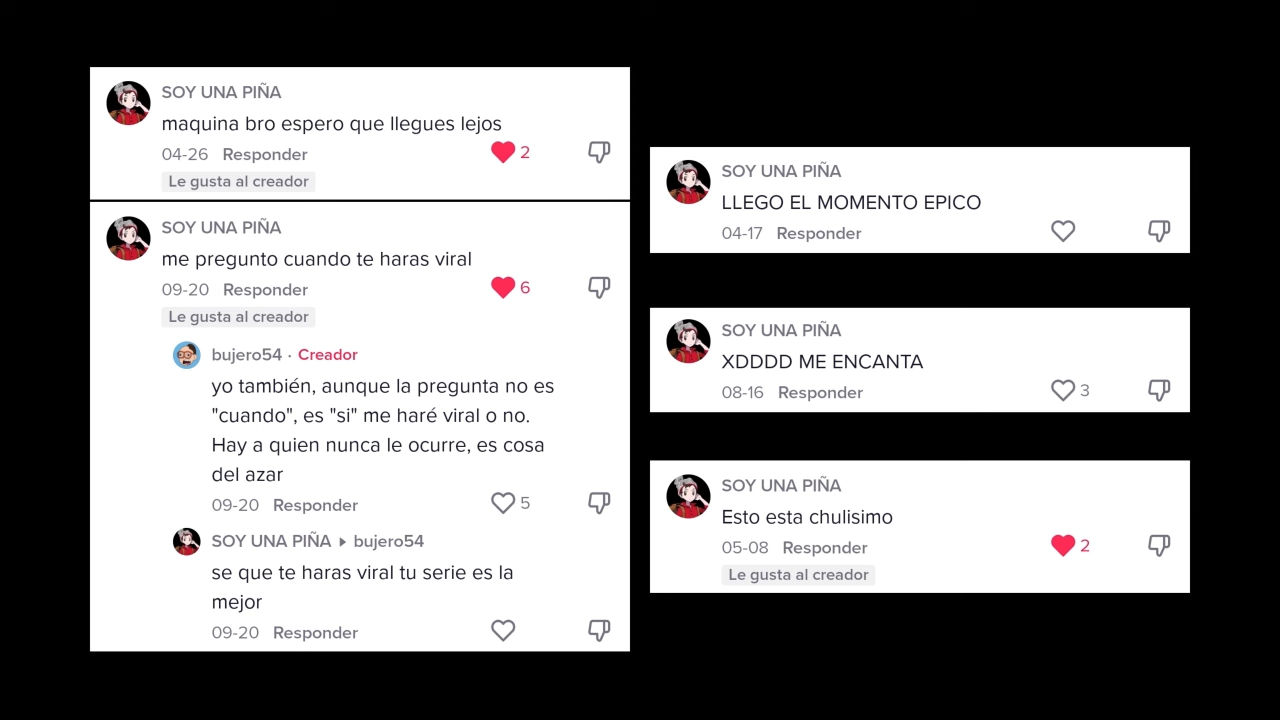 SOY UNA PIÑA
maquina bro espero que llegues lejos
04-26 Responder 2
Le gusta al creador
SOY UNA PIÑA
me pregunto cuando te haras viral
09-20 Responder 6
Le gusta al creador
bujero54 · Creador
yo también, aunque la pregunta no es
"cuando", es "si" me haré viral o no.
Hay a quien nunca le ocurre, es cosa
del azar
09-20 Responder 5
SOY UNA PIÑA ▸ bujero54
se que te haras viral tu serie es la
mejor
09-20 Responder
SOY UNA PIÑA
LLEGO EL MOMENTO EPICO
04-17 Responder
SOY UNA PIÑA
XDDDD ME ENCANTA
08-16 Responder 3
SOY UNA PIÑA
Esto esta chulisimo
05-08 Responder 2
Le gusta al creador